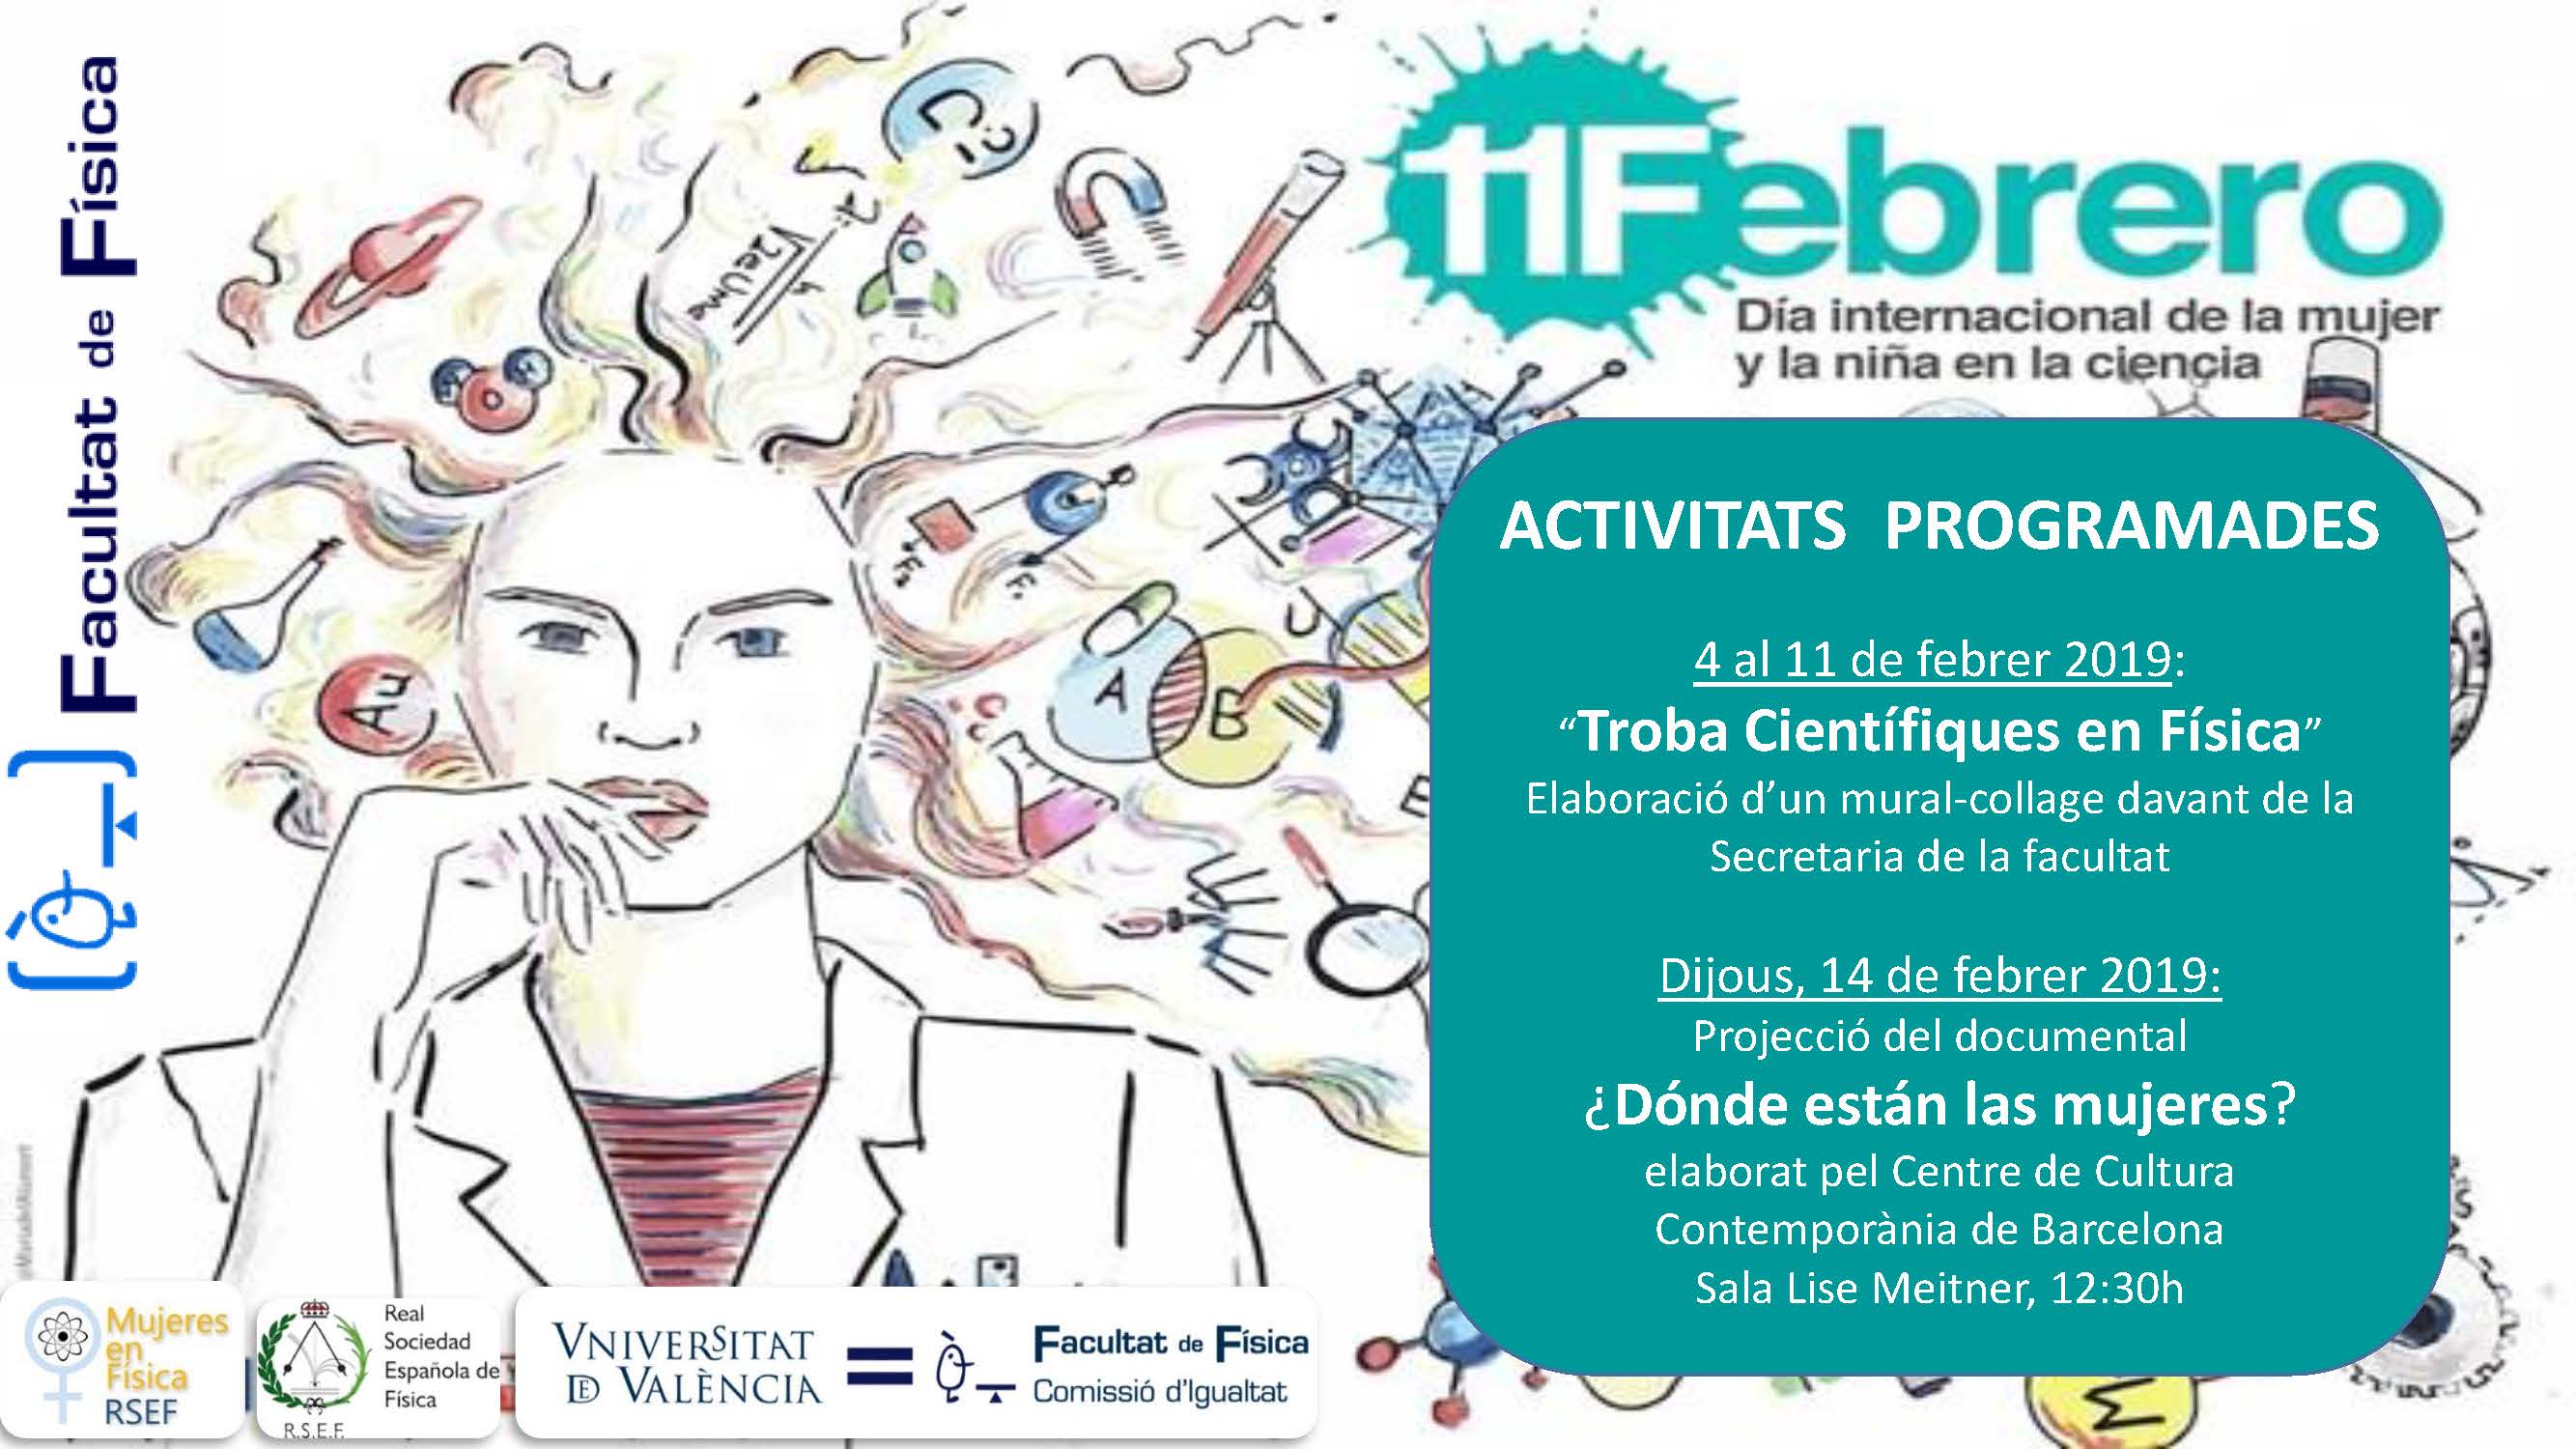 Facultat de Física
11Febrero
Día internacional de la mujer
y la niña en la ciencia
ACTIVITATS PROGRAMADES
4 al 11 de febrer 2019:
“Troba Científiques en Física”
Elaboració d’un mural-collage davant de la
Secretaria de la facultat
Dijous, 14 de febrer 2019:
Projecció del documental
¿Dónde están las mujeres?
elaborat pel Centre de Cultura
Contemporània de Barcelona
Sala Lise Meitner, 12:30h
Au
A
B
O
Mujeres
en
Física
RSEF
Real
Sociedad
Española de
Física
R.S.E.F.
VNIVERSITAT
DE VALÈNCIA
Facultat de Física
Comissió d'Igualtat